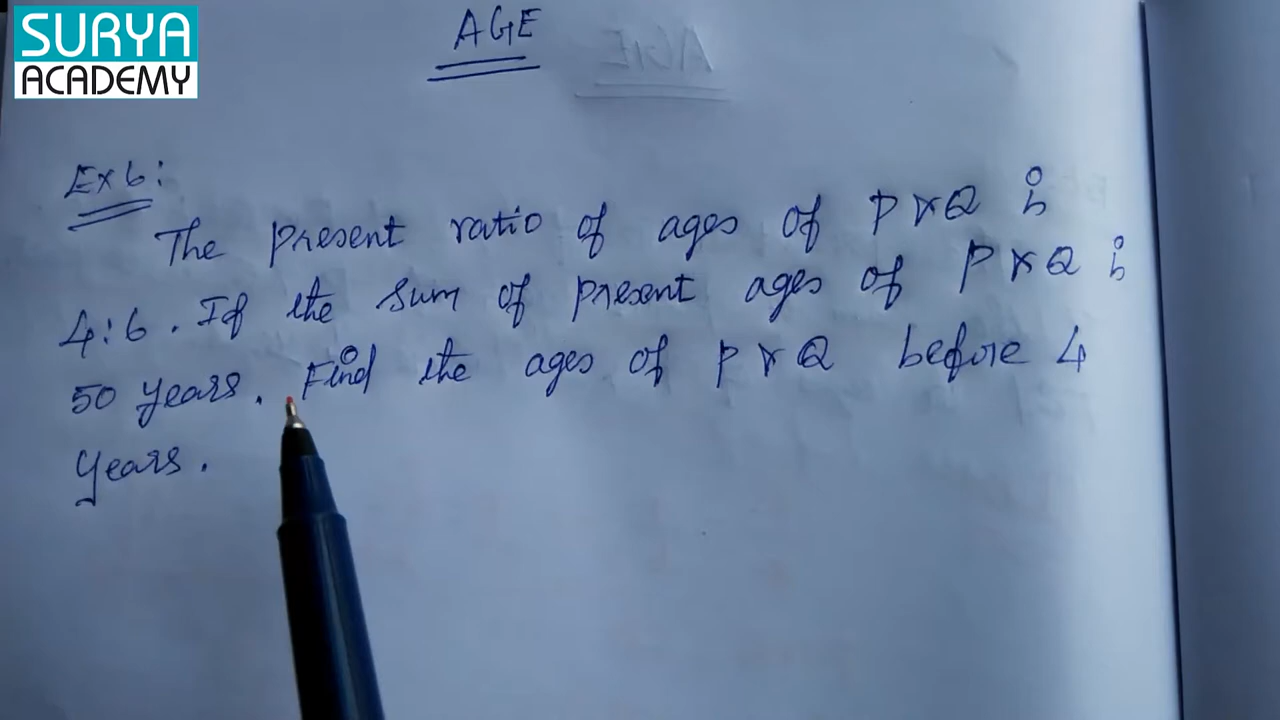 SURYA
ACADEMY
AGE
Ex 6:
The present ratio of ages of P & Q is
4:6. If the sum of present ages of P & Q is
50 years. Find the ages of P & Q before 4
years.